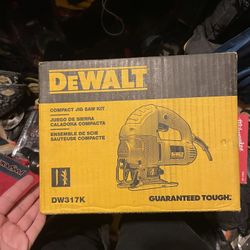 DEWALT
COMPACT JIG SAW KIT
JUEGO DE SIERRA
CALADORA COMPACTA
ENSEMBLE DE SCIE
SAUTEUSE COMPACTE
DW317K
GUARANTEED TOUGH.